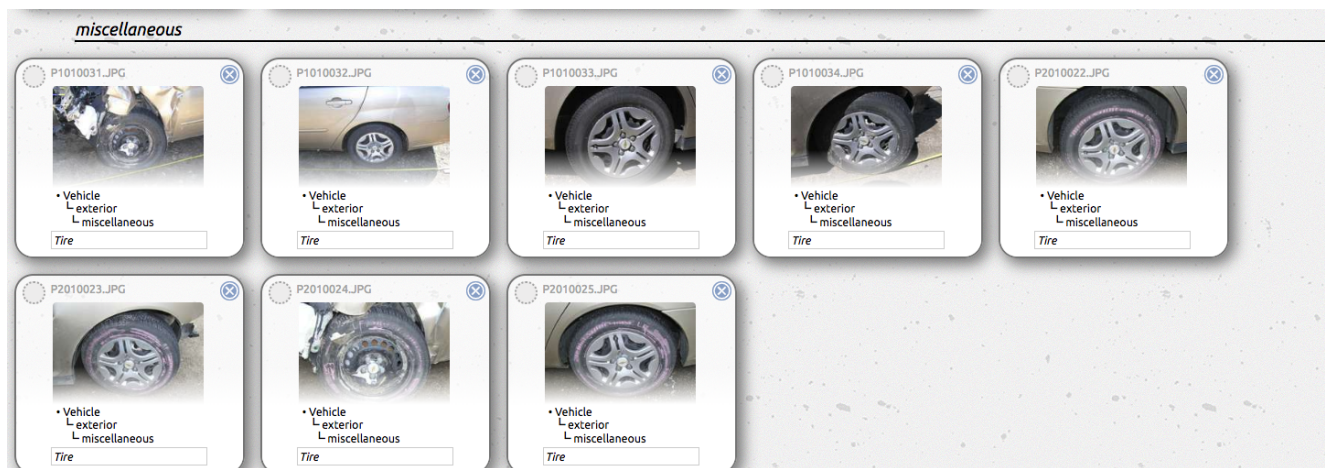 miscellaneous
P1010031.JPG
• Vehicle
exterior
miscellaneous
Tire
P1010032.JPG
• Vehicle
exterior
miscellaneous
Tire
P1010033.JPG
• Vehicle
exterior
miscellaneous
Tire
P1010034.JPG
• Vehicle
exterior
miscellaneous
Tire
P2010022.JPG
• Vehicle
exterior
miscellaneous
Tire
P2010023.JPG
• Vehicle
exterior
miscellaneous
Tire
P2010024.JPG
• Vehicle
exterior
miscellaneous
Tire
P2010025.JPG
• Vehicle
exterior
miscellaneous
Tire